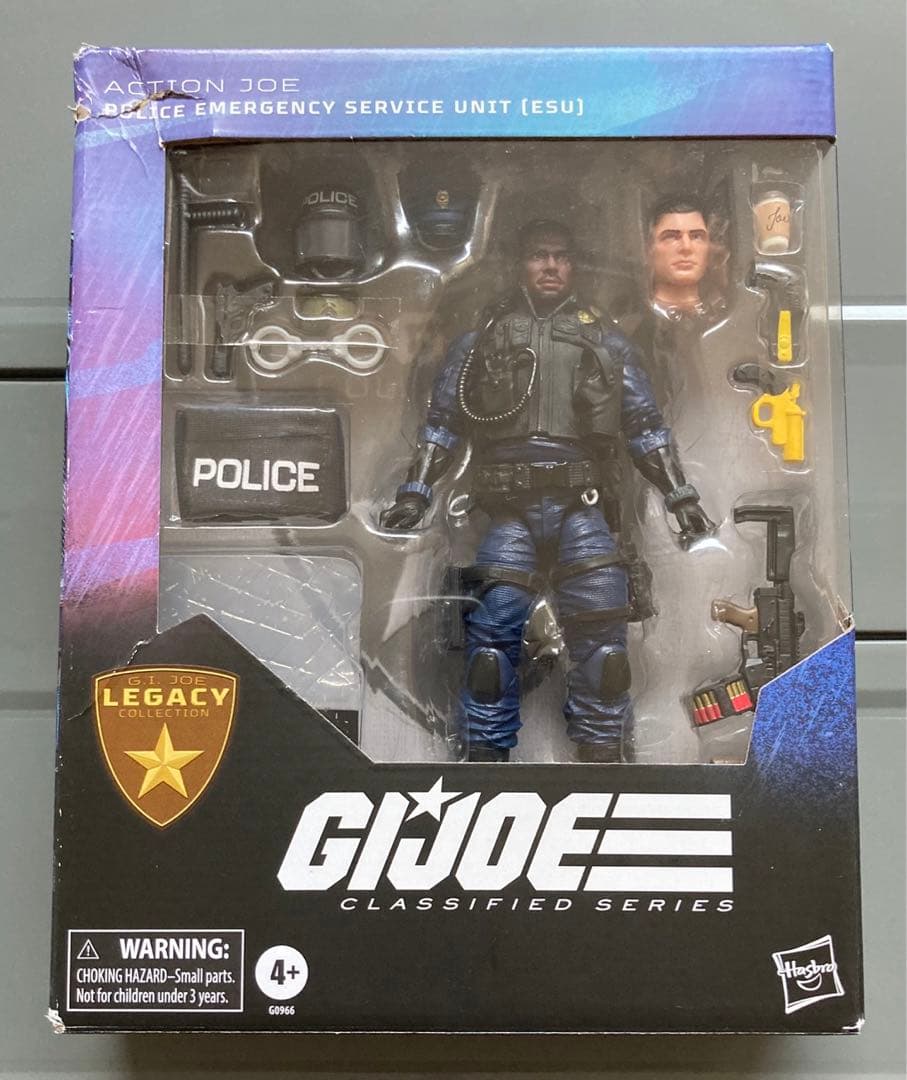 ACTION JOE
POLICE EMERGENCY SERVICE UNIT (ESU)
POLICE
Joe
POLICE
G.I. JOE
LEGACY
COLLECTION
GIJOE
CLASSIFIED SERIES
WARNING:
CHOKING HAZARD–Small parts.
Not for children under 3 years.
4+
G0966
Hasbro